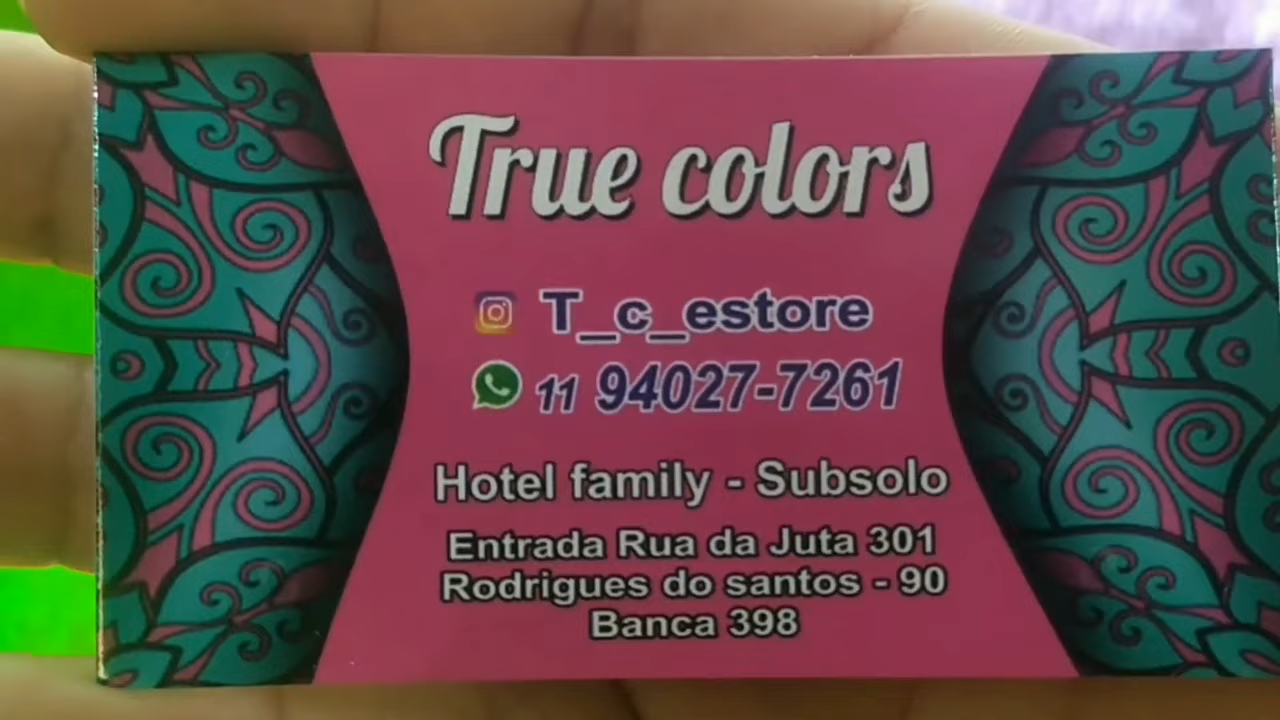 True colors
T_c_estore
11 94027-7261
Hotel family - Subsolo
Entrada Rua da Juta 301
Rodrigues do santos - 90
Banca 398